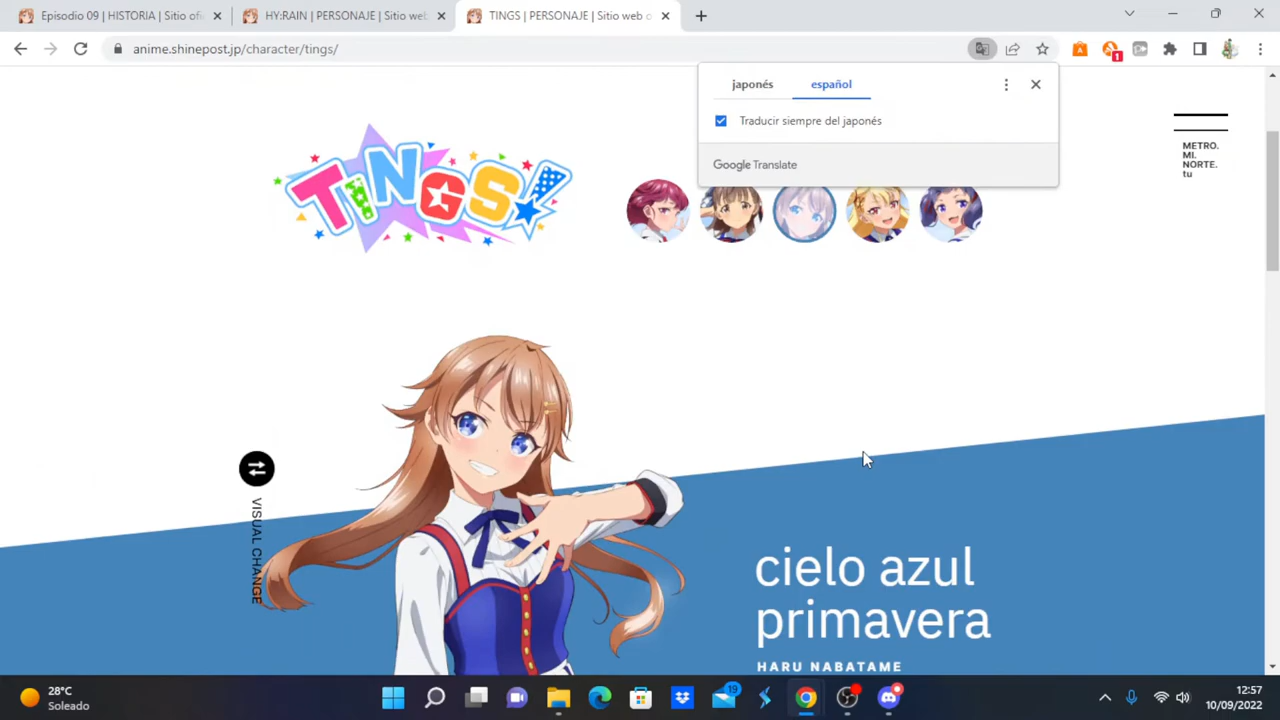 Episodio 09 | HISTORIA | Sitio ofi
HY:RAIN | PERSONAJE | Sitio web
TINGS | PERSONAJE | Sitio web o
anime.shinepost.jp/character/tings/
1
japonés
español
Traducir siempre del japonés
Google Translate
METRO.
MI.
NORTE.
tu
TINGS!
VISUAL CHANGE
cielo azul
primavera
HARU NABATAME
28°C
Soleado
19
12:57
10/09/2022